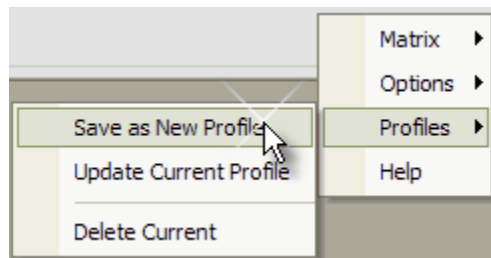 Matrix
Options
Profiles
Help
Save as New Profile
Update Current Profile
Delete Current